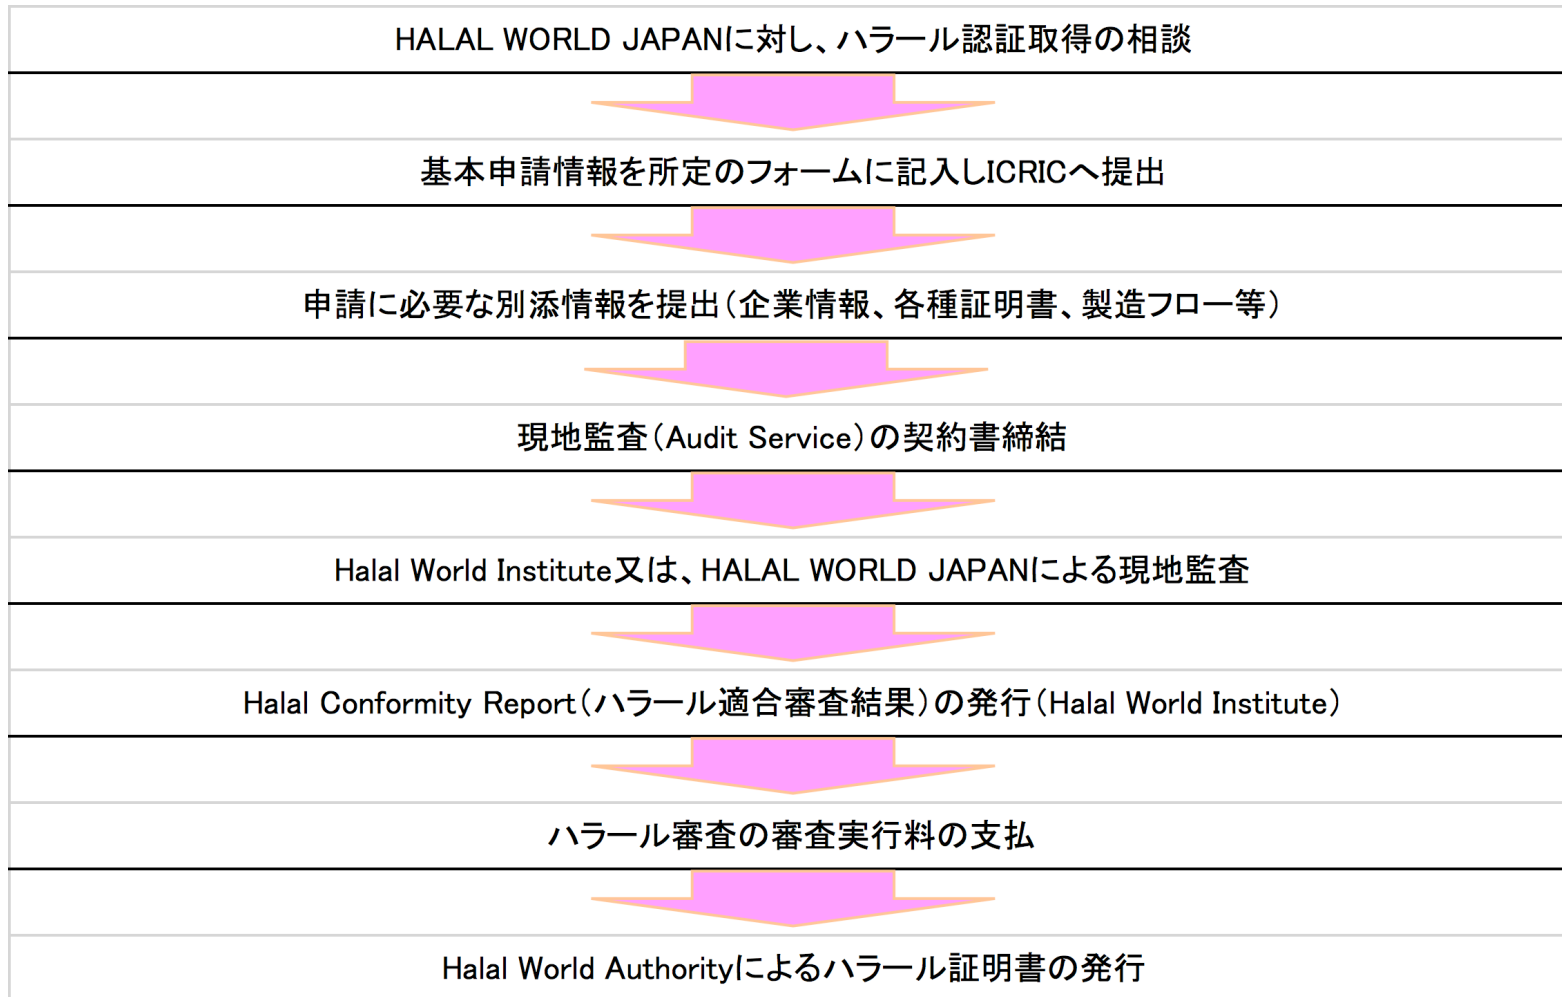 HALAL WORLD JAPANに対し、ハラール認証取得の相談
基本申請情報を所定のフォームに記入しICRICへ提出
申請に必要な別添情報を提出（企業情報、各種証明書、製造フロー等）
現地監査（Audit Service）の契約書締結
Halal World Institute又は、HALAL WORLD JAPANによる現地監査
Halal Conformity Report（ハラール適合審査結果）の発行（Halal World Institute）
ハラール審査の審査実行料の支払
Halal World Authorityによるハラール証明書の発行